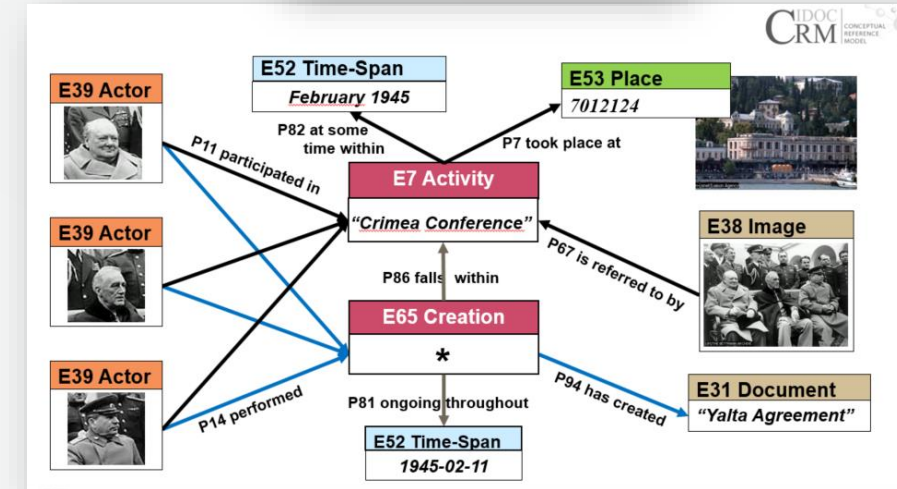 IDOC
CRM
CONCEPTUAL
REFERENCE
MODEL
E39 Actor
E52 Time-Span
February 1945
E53 Place
7012124
P82 at some
time within
P7 took place at
P11 participated in
E7 Activity
"Crimea Conference"
E39 Actor
E38 Image
P67 is referred to by
P86 falls within
E65 Creation
*
E39 Actor
P14 performed
P81 ongoing throughout
P94 has created
E31 Document
"Yalta Agreement"
E52 Time-Span
1945-02-11